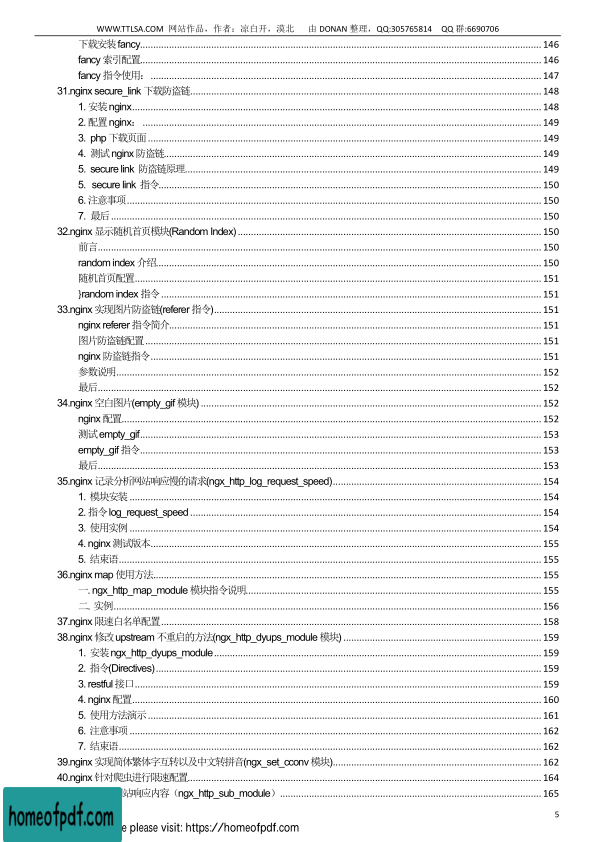 WWW.TTLSA.COM 网站作品，作者：凉白开，漠北 由 DONAN 整理，QQ:305765814 QQ 群:6690706
下载安装 fancy 146
fancy 索引配置 146
fancy 指令使用： 147
31.nginx secure_link 下载防盗链 148
1. 安装 nginx 148
2. 配置 nginx： 149
3. php 下载页面 149
4. 测试 nginx 防盗链 149
5. secure link 防盗链原理 149
5. secure link 指令 150
6. 注意事项 150
7. 最后 150
32.nginx 显示随机首页模块(Random Index) 150
前言 150
random index 介绍 150
随机首页配置 151
}random index 指令 151
33.nginx 实现图片防盗链(referer 指令) 151
nginx referer 指令简介 151
图片防盗链配置 151
nginx 防盗链指令 151
参数说明 152
最后 152
34.nginx 空白图片(empty_gif 模块) 152
nginx 配置 152
测试 empty_gif 153
empty_gif 指令 153
最后 153
35.nginx 记录分析网站响应慢的请求(ngx_http_log_request_speed) 154
1. 模块安装 154
2. 指令 log_request_speed 154
3. 使用实例 154
4. nginx 测试版本 155
5. 结束语 155
36.nginx map 使用方法 155
一. ngx_http_map_module 模块指令说明 155
二. 实例 156
37.nginx 限速白名单配置 158
38.nginx 修改 upstream 不重启的方法(ngx_http_dyups_module 模块) 159
1. 安装 ngx_http_dyups_module 159
2. 指令(Directives) 159
3. restful 接口 159
4. nginx 配置 160
5. 使用方法演示 161
6. 注意事项 162
7. 结束语 162
39.nginx 实现简体繁体字互转以及中文转拼音(ngx_set_cconv 模块) 162
40.nginx 针对爬虫进行限速配置 164
站响应内容（ngx_http_sub_module） 165
5
homeofpdf.com
e please visit: https://homeofpdf.com